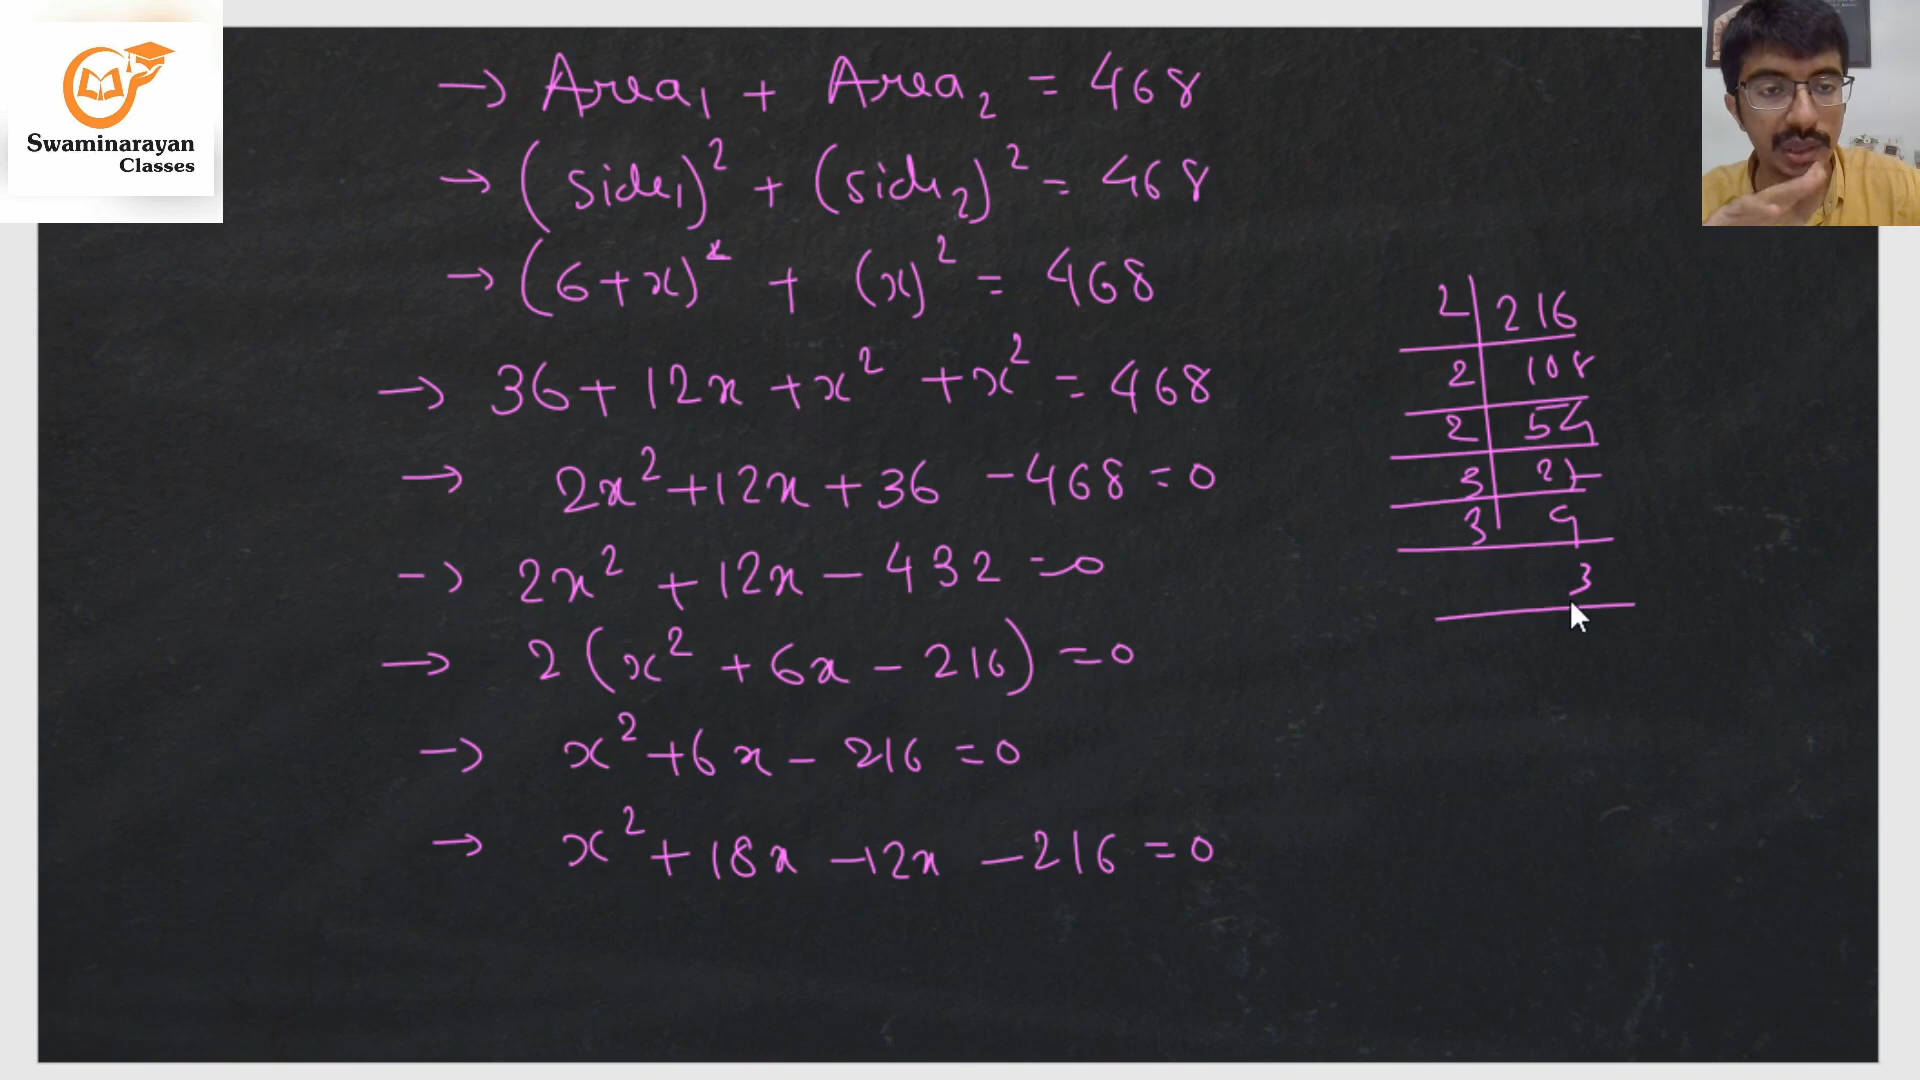 Swaminarayan
Classes
→ Area₁ + Area₂ = 468
→ (side₁)² + (side₂)² = 468
→ (6+x)² + (x)² = 468
→ 36 + 12x + x² + x² = 468
→ 2x² + 12x + 36 - 468 = 0
→ 2x² + 12x - 432 = 0
→ 2(x² + 6x - 216) = 0
→ x² + 6x - 216 = 0
→ x² + 18x - 12x - 216 = 0
2 | 216
2 | 108
2 | 54
3 | 27
3 | 9
3